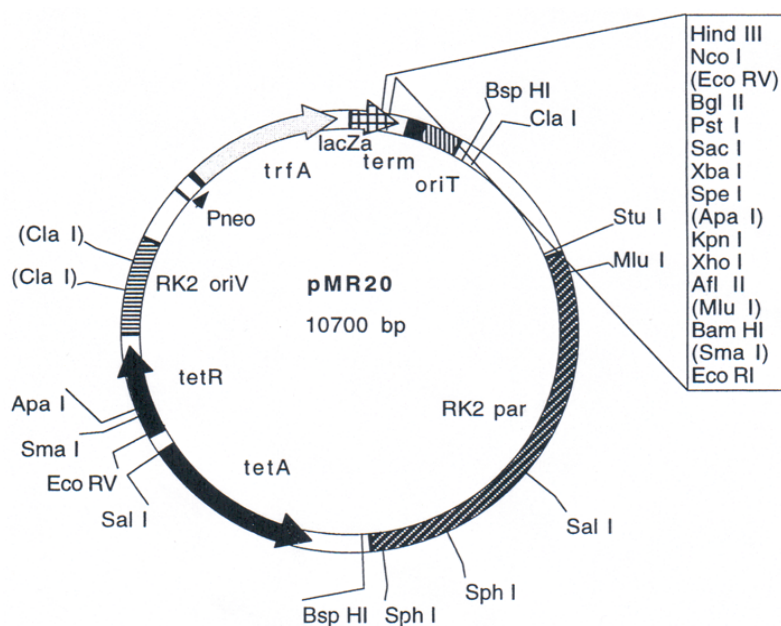 Hind III
Nco I
(Eco RV)
Bgl II
Pst I
Sac I
Xba I
Spe I
(Apa I)
Kpn I
Xho I
Afl II
(Mlu I)
Bam HI
(Sma I)
Eco RI
Bsp HI
Cla I
lacZa
term
oriT
trfA
Pneo
(Cla I)
(Cla I)
RK2 oriV
pMR20
10700 bp
Stu I
Mlu I
tetR
Apa I
Sma I
Eco RV
Sal I
tetA
RK2 par
Sal I
Sph I
Bsp HI
Sph I